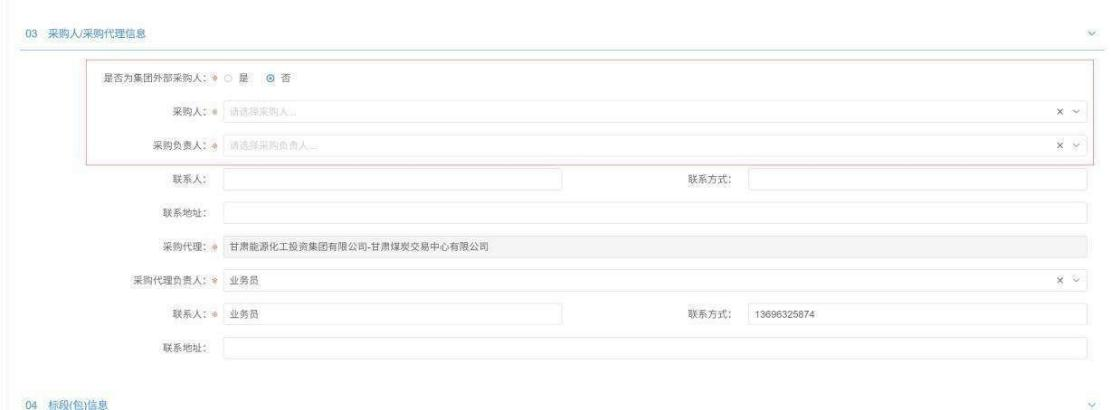 03 采购人/采购代理信息
是否为集团外部采购人： * 是 否
采购人： * 请选择采购人...
采购负责人： * 请选择采购负责人...
联系人： 联系方式：
联系地址：
采购代理： * 甘肃能源化工投资集团有限公司-甘肃煤炭交易中心有限公司
采购代理负责人： * 业务员
联系人： * 业务员 联系方式： 13696325874
联系地址：
04 标段(包)信息